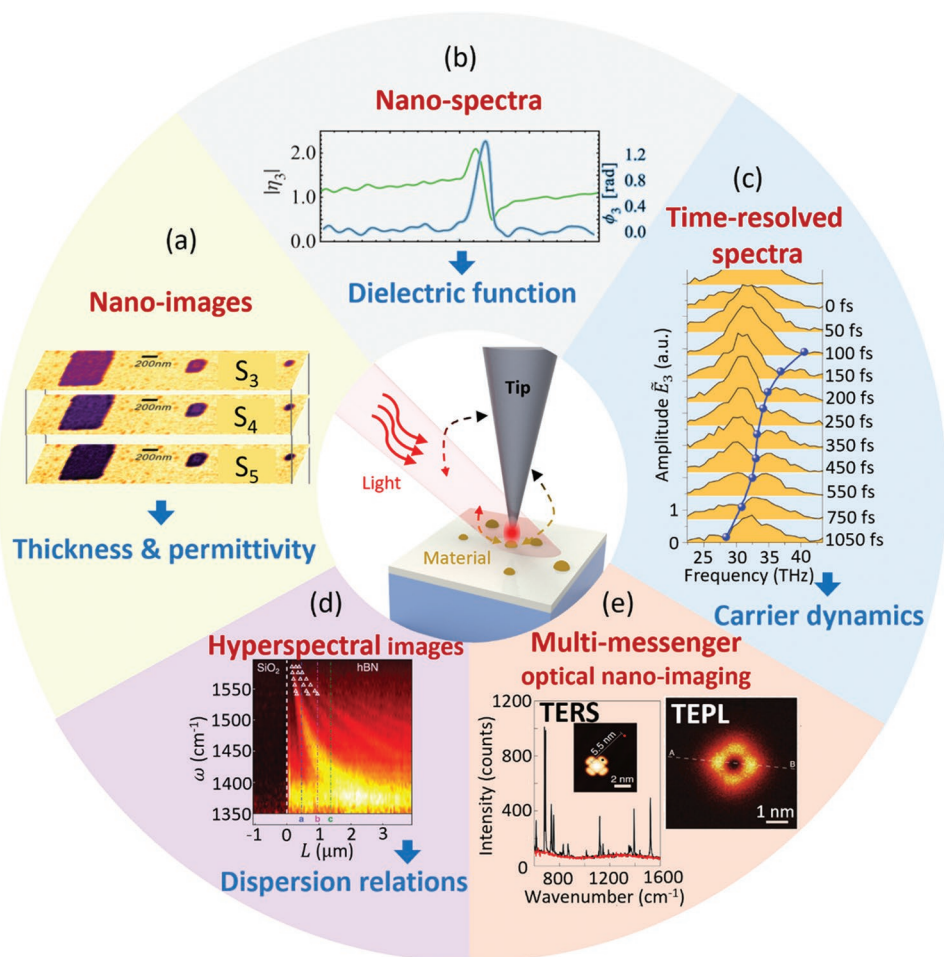 (b)
Nano-spectra
2.0
1.0
0.0
|η₃|
1.2
0.8
0.4
0.0
ϕ₃ [rad]
Dielectric function
(a)
Nano-images
200nm
S₃
200nm
S₄
200nm
S₅
Thickness & permittivity
(c)
Time-resolved
spectra
0 fs
50 fs
100 fs
150 fs
200 fs
250 fs
350 fs
450 fs
550 fs
750 fs
1050 fs
Amplitude Ẽ₃ (a.u.)
1
0
25 30 35 40
Frequency (THz)
Carrier dynamics
Tip
Light
Material
(d)
Hyperspectral images
SiO₂
hBN
1550
1500
1450
1400
1350
ω (cm⁻¹)
a b c
-1 0 1 2 3
L (μm)
Dispersion relations
(e)
Multi-messenger
optical nano-imaging
TERS
5.5 nm
2 nm
1200
800
400
0
Intensity (counts)
800 1200 1600
Wavenumber (cm⁻¹)
TEPL
A
B
1 nm